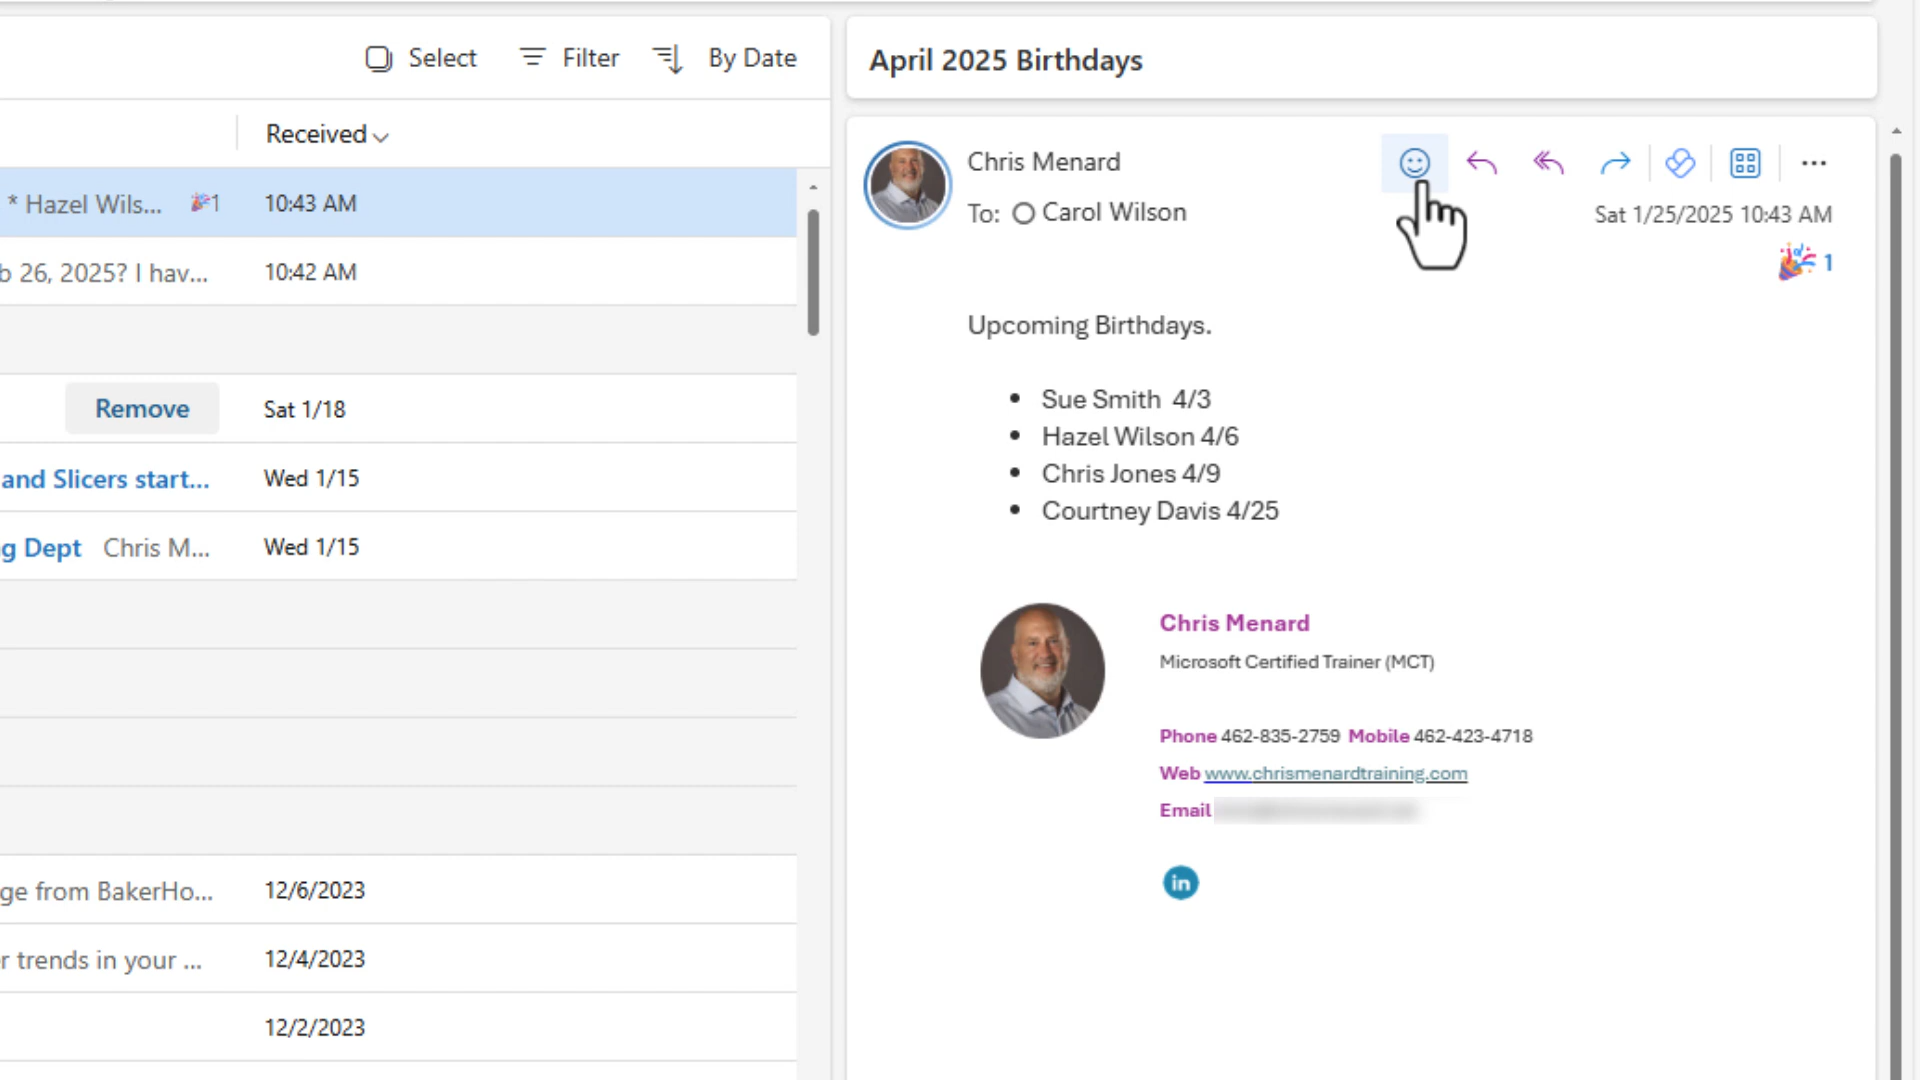 Select Filter By Date
Received
* Hazel Wils... 1 10:43 AM
b 26, 2025? I hav... 10:42 AM
Remove Sat 1/18
and Slicers start... Wed 1/15
g Dept Chris M... Wed 1/15
ge from BakerHo... 12/6/2023
r trends in your ... 12/4/2023
12/2/2023
April 2025 Birthdays
Chris Menard
To: Carol Wilson
Sat 1/25/2025 10:43 AM
1
Upcoming Birthdays.
• Sue Smith 4/3
• Hazel Wilson 4/6
• Chris Jones 4/9
• Courtney Davis 4/25
Chris Menard
Microsoft Certified Trainer (MCT)
Phone 462-835-2759 Mobile 462-423-4718
Web www.chrismenardtraining.com
Email
in